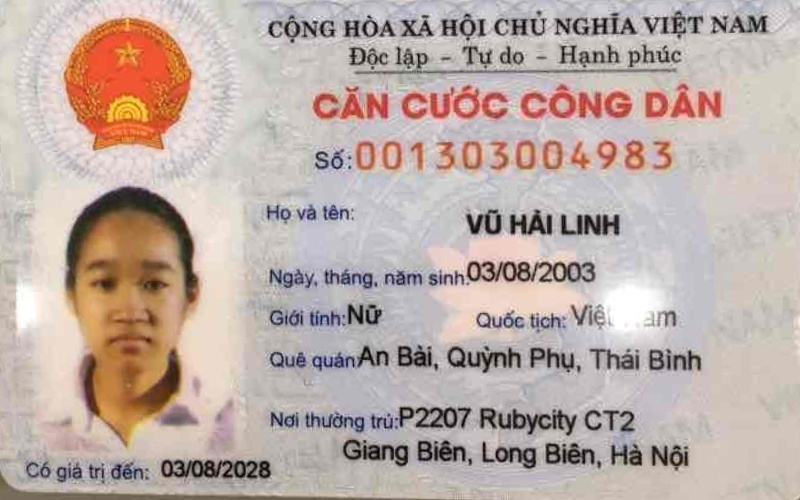 CỘNG HÒA XÃ HỘI CHỦ NGHĨA VIỆT NAM
Độc lập - Tự do - Hạnh phúc
CĂN CƯỚC CÔNG DÂN
Số: 001303004983
Họ và tên: VŨ HẢI LINH
Ngày, tháng, năm sinh: 03/08/2003
Giới tính: Nữ Quốc tịch: Việt Nam
Quê quán An Bài, Quỳnh Phụ, Thái Bình
Nơi thường trú: P2207 Rubycity CT2
Giang Biên, Long Biên, Hà Nội
Có giá trị đến: 03/08/2028